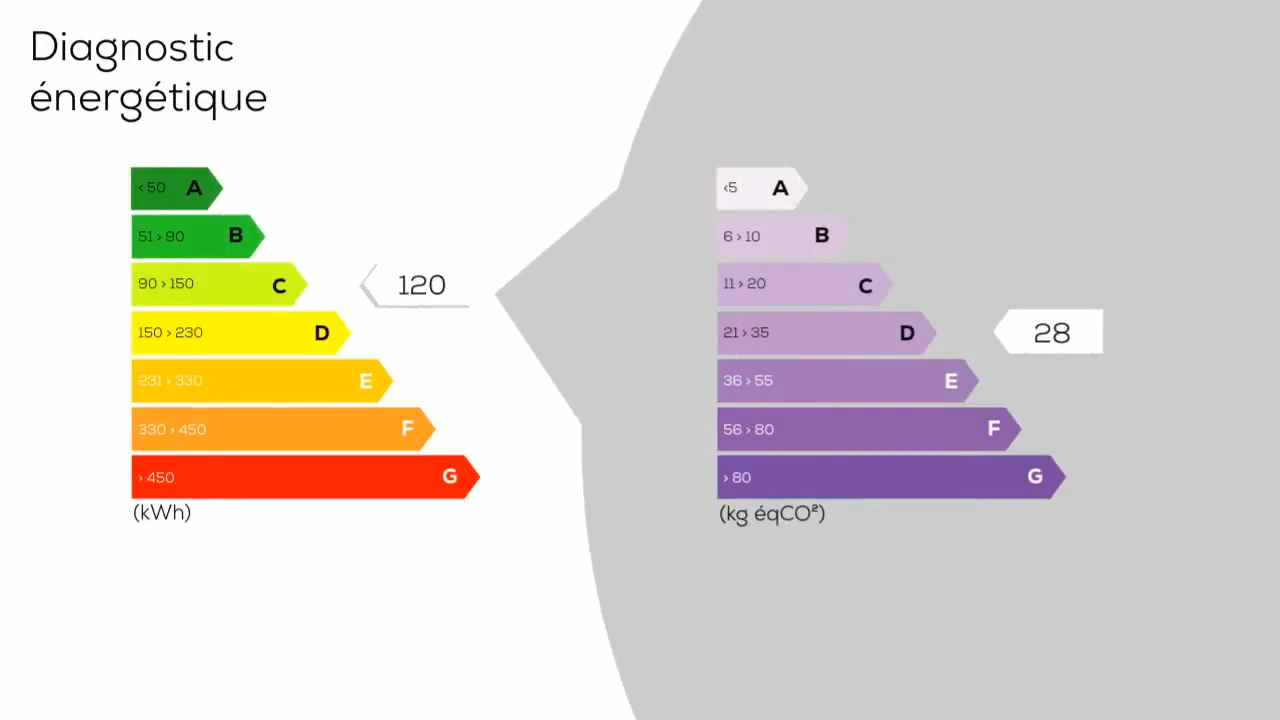 Diagnostic
énergétique
< 50 A
51 > 90 B
90 > 150 C
120
150 > 230 D
231 > 330 E
330 > 450 F
> 450 G
(kWh)
<5 A
6 > 10 B
11 > 20 C
21 > 35 D
28
36 > 55 E
56 > 80 F
> 80 G
(kg éqCO²)